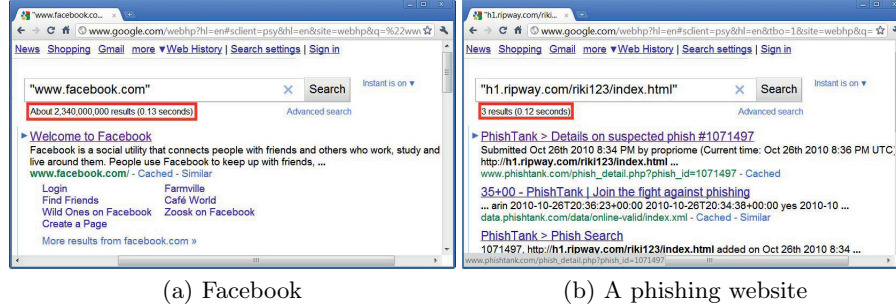 "www.facebook.co...
www.google.com/webhp?hl=en#sclient=psy&hl=en&site=webhp&q=%22ww
News Shopping Gmail more ▼Web History | Search settings | Sign in
"www.facebook.com" × Search Instant is on ▼
About 2,340,000,000 results (0.13 seconds) Advanced search
Welcome to Facebook
Facebook is a social utility that connects people with friends and others who work, study and
live around them. People use Facebook to keep up with friends, ...
www.facebook.com/ - Cached - Similar
Login Farmville
Find Friends Café World
Wild Ones on Facebook Zoosk on Facebook
Create a Page
More results from facebook.com »
(a) Facebook
"h1.ripway.com/riki...
www.google.com/webhp?hl=en&tbo=1&site=webhp&q=
News Shopping Gmail more ▼Web History | Search settings | Sign in
"h1.ripway.com/riki123/index.html" × Search Instant is on ▼
3 results (0.12 seconds) Advanced search
PhishTank > Details on suspected phish #1071497
Submitted Oct 26th 2010 8:34 PM by propriome (Current time: Oct 26th 2010 8:36 PM UTC)
http://h1.ripway.com/riki123/index.html ...
www.phishtank.com/phish_detail.php?phish_id=1071497 - Cached
35+00 - PhishTank | Join the fight against phishing
... arin 2010-10-26T20:36:23+00:00 2010-10-26T20:34:38+00:00 yes 2010-10 ...
data.phishtank.com/data/online-valid/index.xml - Cached - Similar
PhishTank > Phish Search
1071497, http://h1.ripway.com/riki123/index.html added on Oct 26th 2010 8:34 ...
www.phishtank.com/phish_detail.php?phish_id=1071497
(b) A phishing website